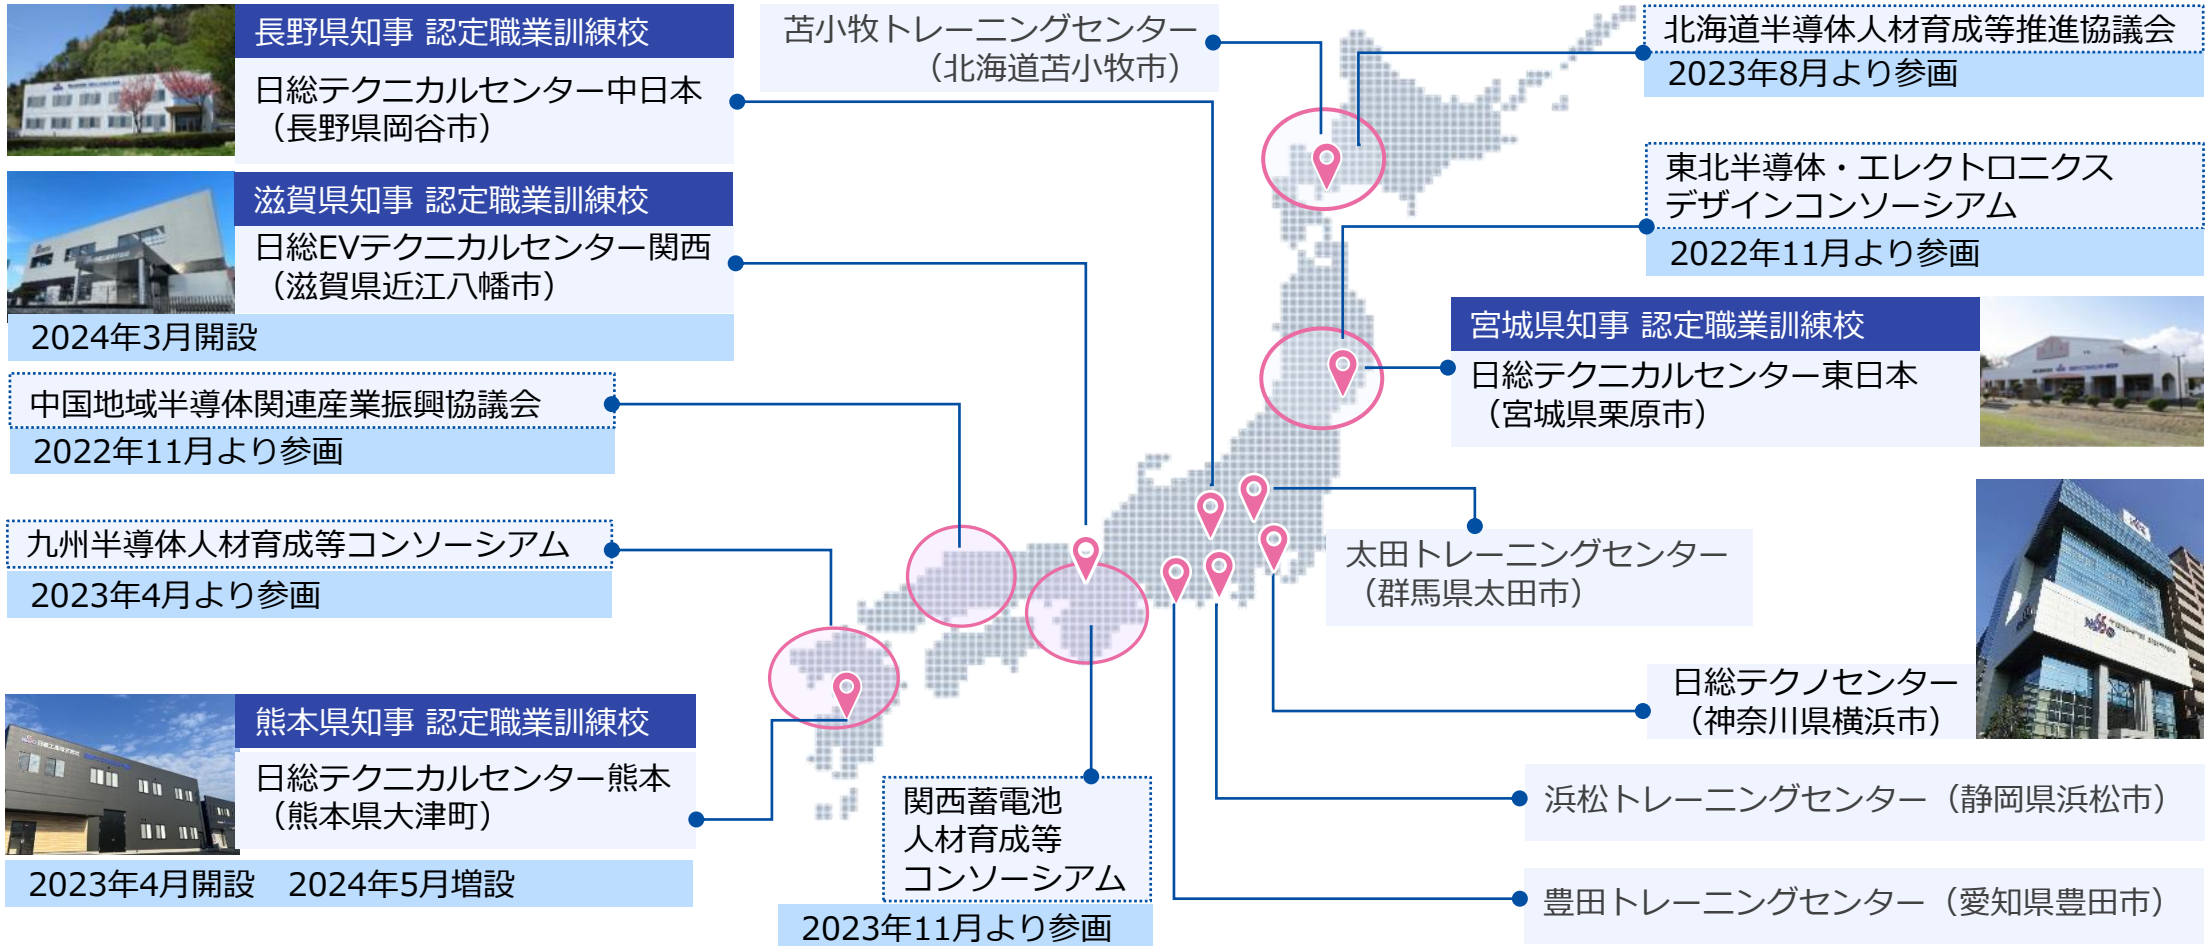 長野県知事 認定職業訓練校
日総テクニカルセンター中日本
（長野県岡谷市）
滋賀県知事 認定職業訓練校
日総EVテクニカルセンター関西
（滋賀県近江八幡市）
2024年3月開設
中国地域半導体関連産業振興協議会
2022年11月より参画
九州半導体人材育成等コンソーシアム
2023年4月より参画
熊本県知事 認定職業訓練校
日総テクニカルセンター熊本
（熊本県大津町）
2023年4月開設　2024年5月増設
苫小牧トレーニングセンター
（北海道苫小牧市）
関西蓄電池
人材育成等
コンソーシアム
2023年11月より参画
北海道半導体人材育成等推進協議会
2023年8月より参画
東北半導体・エレクトロニクス
デザインコンソーシアム
2022年11月より参画
宮城県知事 認定職業訓練校
日総テクニカルセンター東日本
（宮城県栗原市）
太田トレーニングセンター
（群馬県太田市）
日総テクノセンター
（神奈川県横浜市）
浜松トレーニングセンター（静岡県浜松市）
豊田トレーニングセンター（愛知県豊田市）